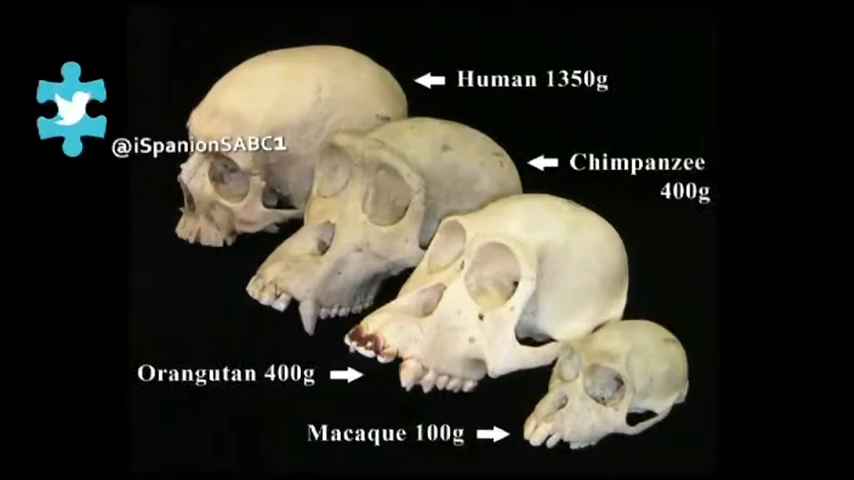 Human 1350g
@iSpanionSABC1
Chimpanzee
400g
Orangutan 400g
Macaque 100g